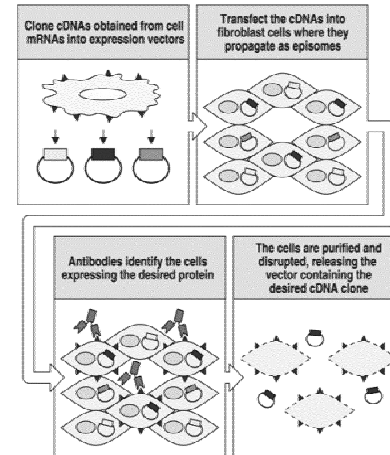 Clone cDNAs obtained from cell
mRNAs into expression vectors
Transfect the cDNAs into
fibroblast cells where they
propagate as episomes
Antibodies identify the cells
expressing the desired protein
The cells are purified and
disrupted, releasing the
vector containing the
desired cDNA clone